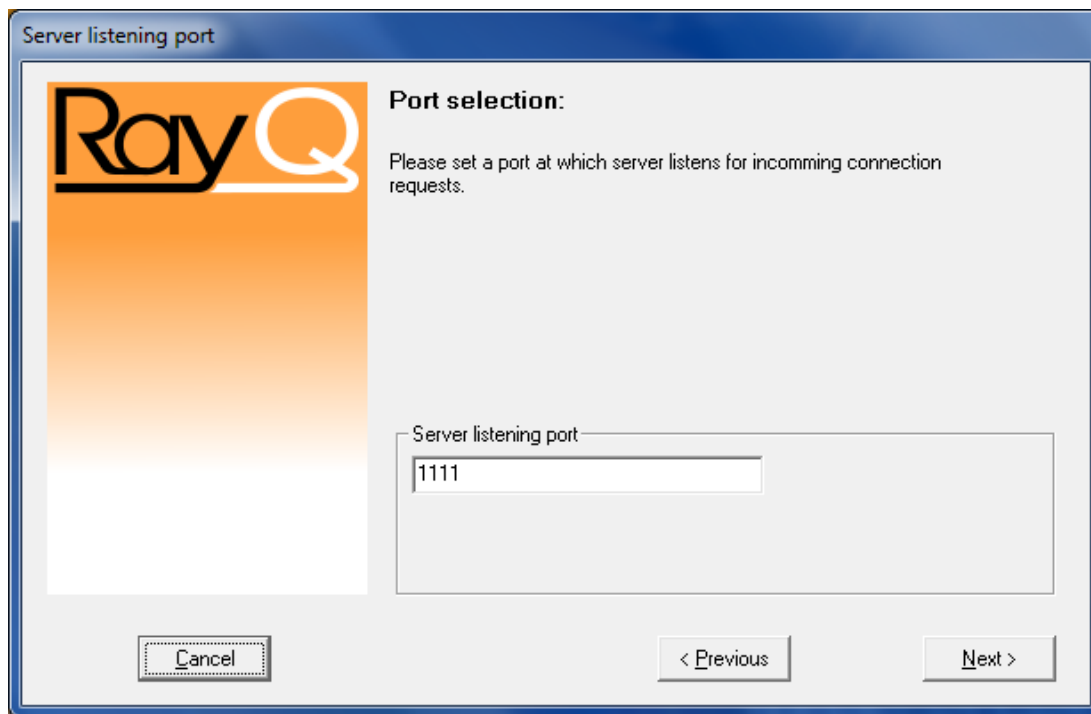 Server listening port
RayQ
Port selection:
Please set a port at which server listens for incomming connection
requests.
Server listening port
1111
Cancel
< Previous
Next >